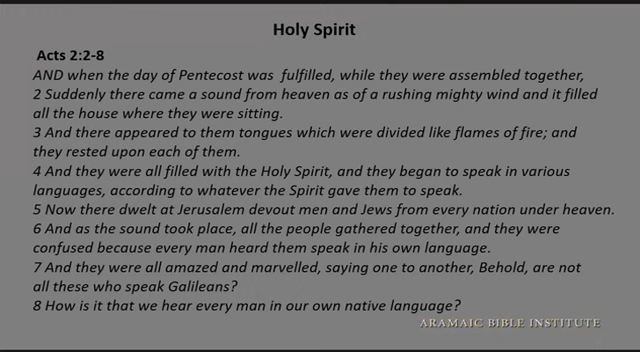 Holy Spirit
Acts 2:2-8
AND when the day of Pentecost was fulfilled, while they were assembled together,
2 Suddenly there came a sound from heaven as of a rushing mighty wind and it filled
all the house where they were sitting.
3 And there appeared to them tongues which were divided like flames of fire; and
they rested upon each of them.
4 And they were all filled with the Holy Spirit, and they began to speak in various
languages, according to whatever the Spirit gave them to speak.
5 Now there dwelt at Jerusalem devout men and Jews from every nation under heaven.
6 And as the sound took place, all the people gathered together, and they were
confused because every man heard them speak in his own language.
7 And they were all amazed and marvelled, saying one to another, Behold, are not
all these who speak Galileans?
8 How is it that we hear every man in our own native language?
ARAMAIC BIBLE INSTITUTE